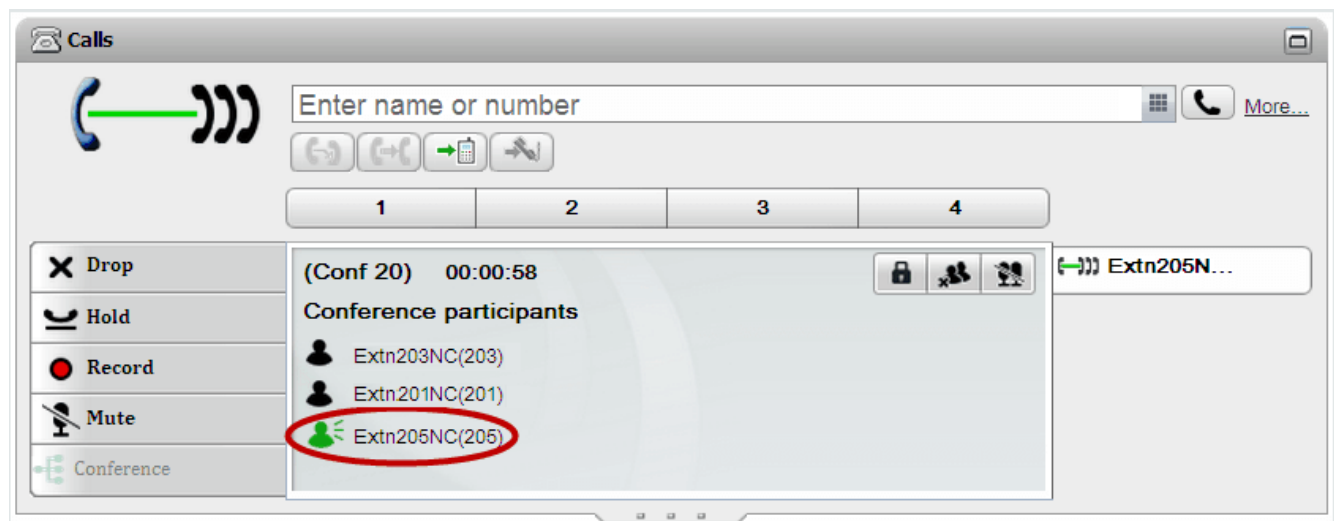 Calls
Enter name or number
More...
1 2 3 4
Drop
Hold
Record
Mute
Conference
(Conf 20) 00:00:58
Conference participants
Extn203NC(203)
Extn201NC(201)
Extn205NC(205)
Extn205N...